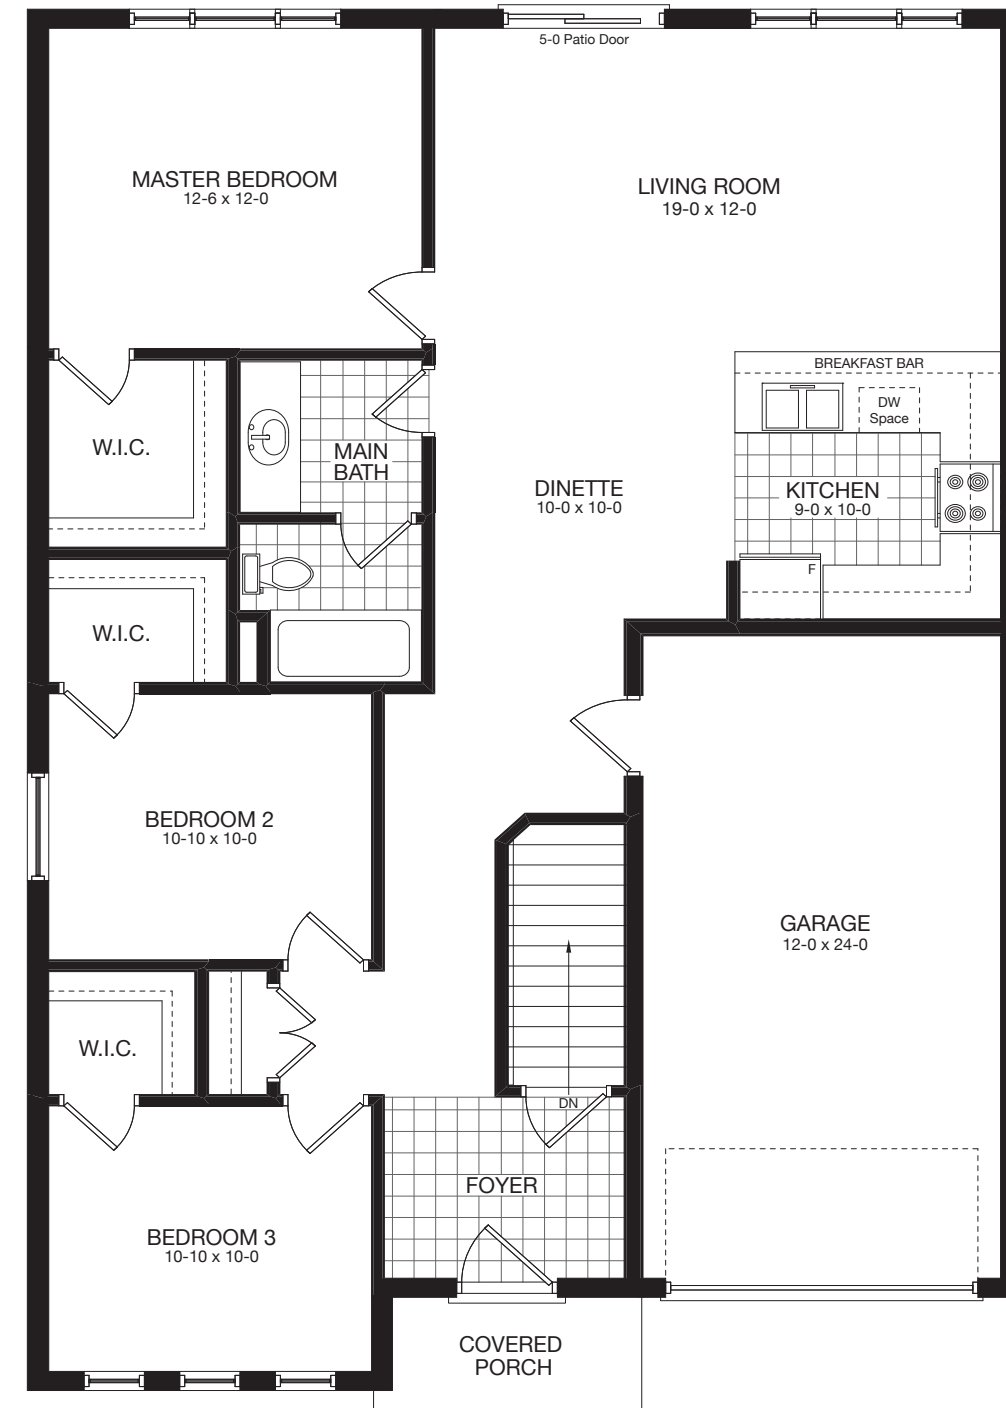 5-0 Patio Door
MASTER BEDROOM
12-6 x 12-0
LIVING ROOM
19-0 x 12-0
BREAKFAST BAR
DW
Space
W.I.C.
MAIN
BATH
DINETTE
10-0 x 10-0
KITCHEN
9-0 x 10-0
F
W.I.C.
BEDROOM 2
10-10 x 10-0
GARAGE
12-0 x 24-0
W.I.C.
DN
FOYER
BEDROOM 3
10-10 x 10-0
COVERED
PORCH